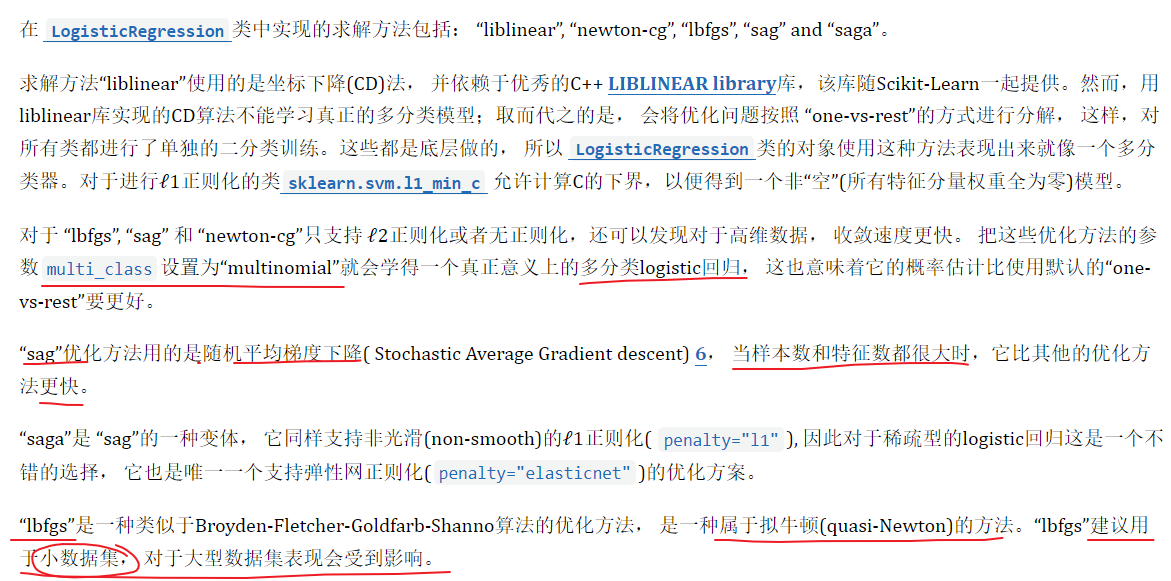 在 LogisticRegression 类中实现的求解方法包括： “liblinear”, “newton-cg”, “lbfgs”, “sag” and “saga”。
求解方法“liblinear”使用的是坐标下降(CD)法， 并依赖于优秀的C++ LIBLINEAR library库，该库随Scikit-Learn一起提供。然而，用
liblinear库实现的CD算法不能学习真正的多分类模型；取而代之的是， 会将优化问题按照 “one-vs-rest”的方式进行分解， 这样，对
所有类都进行了单独的二分类训练。这些都是底层做的， 所以 LogisticRegression 类的对象使用这种方法表现出来就像一个多分
类器。对于进行ℓ1正则化的类 sklearn.svm.l1_min_c 允许计算C的下界，以便得到一个非“空”(所有特征分量权重全为零)模型。
对于 “lbfgs”, “sag” 和 “newton-cg”只支持 ℓ2正则化或者无正则化，还可以发现对于高维数据， 收敛速度更快。 把这些优化方法的参
数 multi_class 设置为“multinomial”就会学得一个真正意义上的多分类logistic回归， 这也意味着它的概率估计比使用默认的“one-
vs-rest”要更好。
“sag”优化方法用的是随机平均梯度下降( Stochastic Average Gradient descent) 6， 当样本数和特征数都很大时，它比其他的优化方
法更快。
“saga”是 “sag”的一种变体， 它同样支持非光滑(non-smooth)的ℓ1正则化( penalty="l1" ), 因此对于稀疏型的logistic回归这是一个不
错的选择， 它也是唯一一个支持弹性网正则化( penalty="elasticnet" )的优化方案。
“lbfgs”是一种类似于Broyden-Fletcher-Goldfarb-Shanno算法的优化方法， 是一种属于拟牛顿(quasi-Newton)的方法。“lbfgs”建议用
于小数据集， 对于大型数据集表现会受到影响。